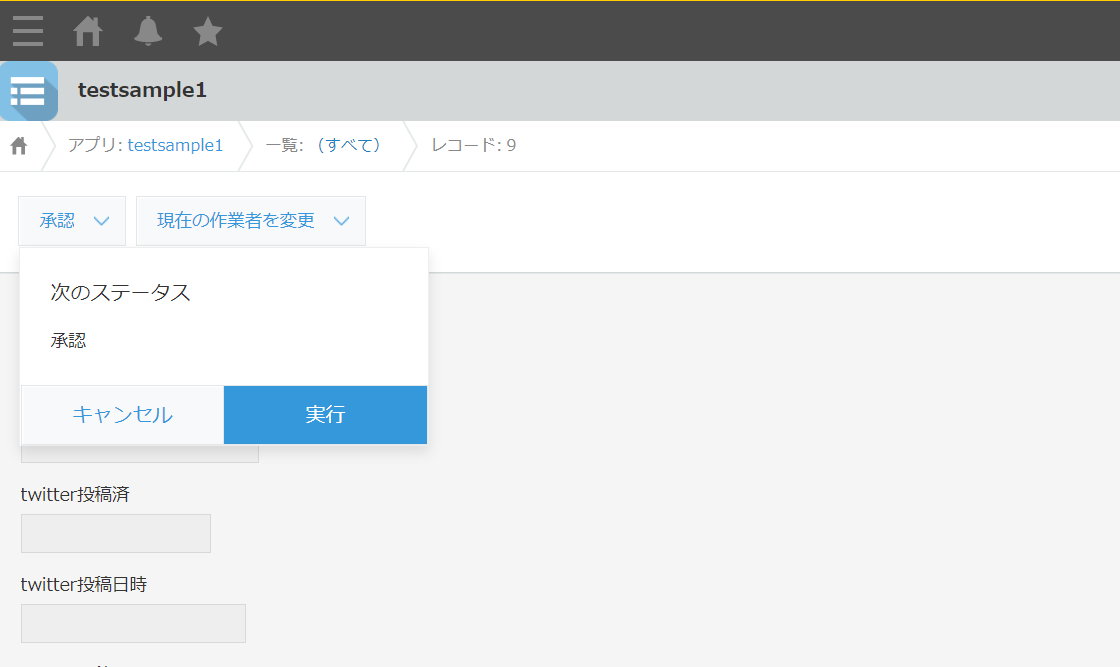 testsample1
アプリ: testsample1
一覧: （すべて）
レコード: 9
承認
現在の作業者を変更
次のステータス
承認
キャンセル
実行
twitter投稿済
twitter投稿日時